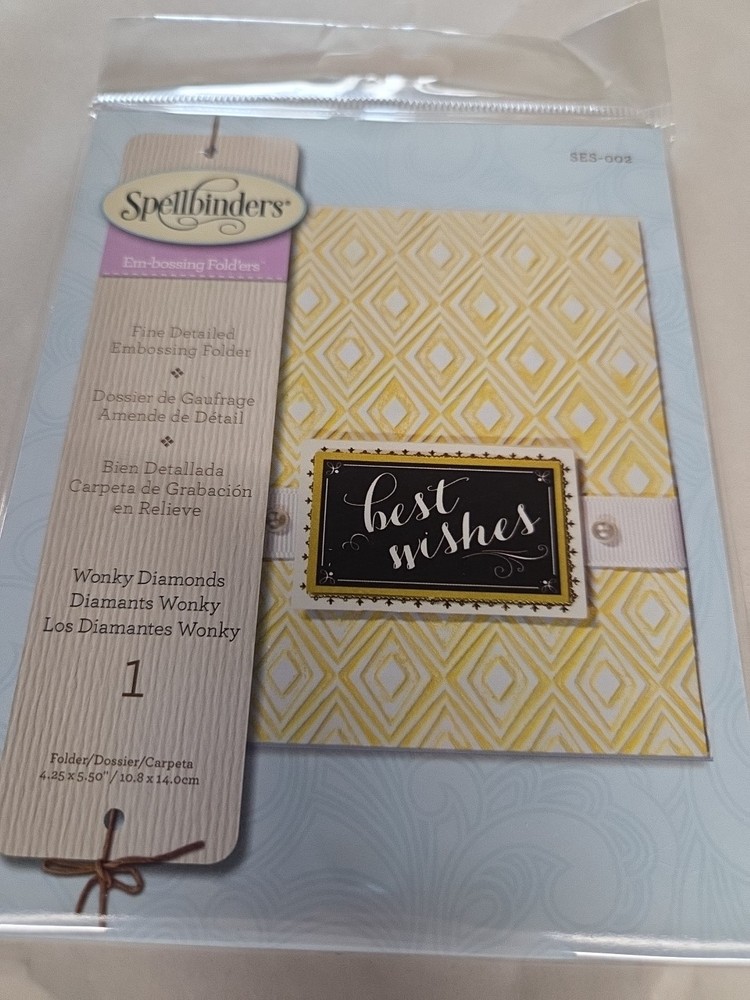 SES-002
Spellbinders®
Em-bossing Fold'ers™
Fine Detailed
Embossing Folder
Dossier de Gaufrage
Amende de Détail
Bien Detallada
Carpeta de Grabación
en Relieve
Wonky Diamonds
Diamants Wonky
Los Diamantes Wonky
1
Folder/Dossier/Carpeta
4.25 x 5.50"/ 10.8 x 14.0cm
best
wishes